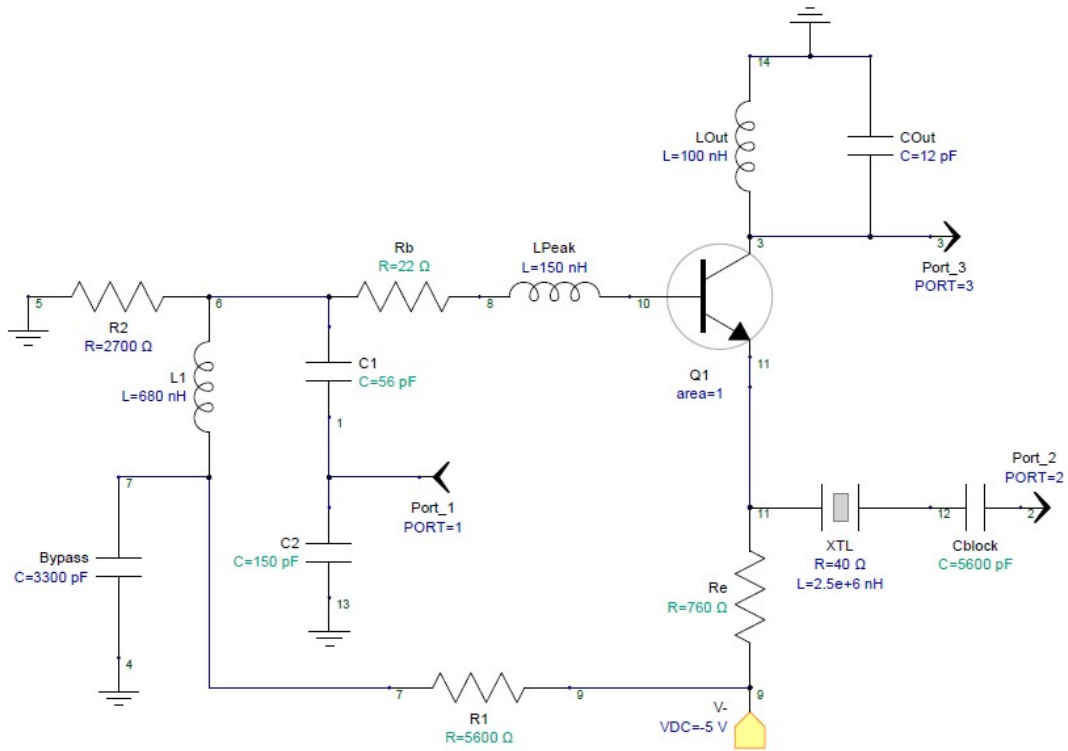 14
LOut
L=100 nH
COut
C=12 pF
3
3
Port_3
PORT=3
Rb
R=22 Ω
LPeak
L=150 nH
5
6
8
10
R2
R=2700 Ω
L1
L=680 nH
C1
C=56 pF
Q1
area=1
11
1
7
Port_1
PORT=1
Port_2
PORT=2
11
12
2
Bypass
C=3300 pF
C2
C=150 pF
XTL
R=40 Ω
L=2.5e+6 nH
Cblock
C=5600 pF
Re
R=760 Ω
13
4
7
9
9
R1
R=5600 Ω
V-
VDC=-5 V